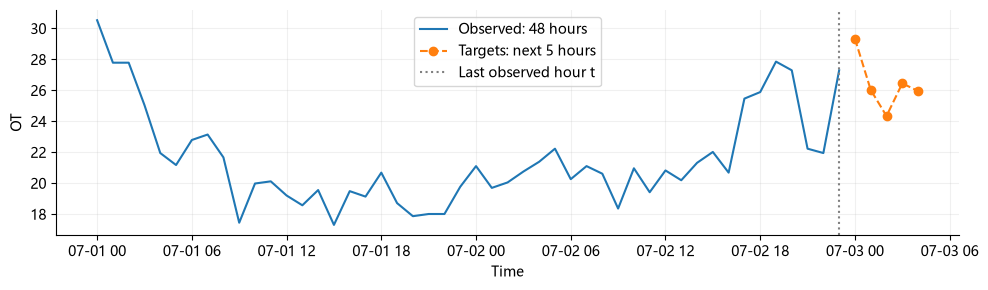 OT
30
28
26
24
22
20
18
Observed: 48 hours
Targets: next 5 hours
Last observed hour t
07-01 00 07-01 06 07-01 12 07-01 18 07-02 00 07-02 06 07-02 12 07-02 18 07-03 00 07-03 06
Time